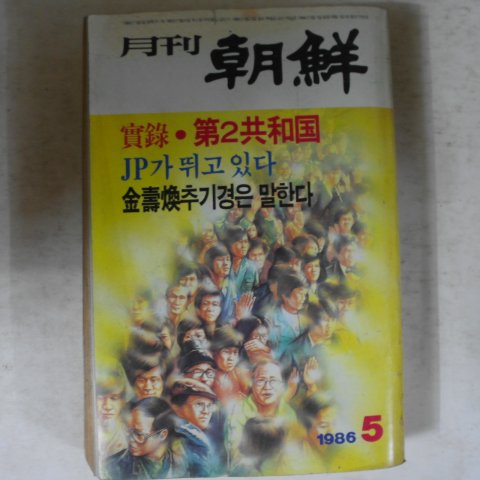 月刊 朝鮮
實錄・第2共和国
JP가 뛰고 있다
金壽煥추기경은 말한다
1986 5